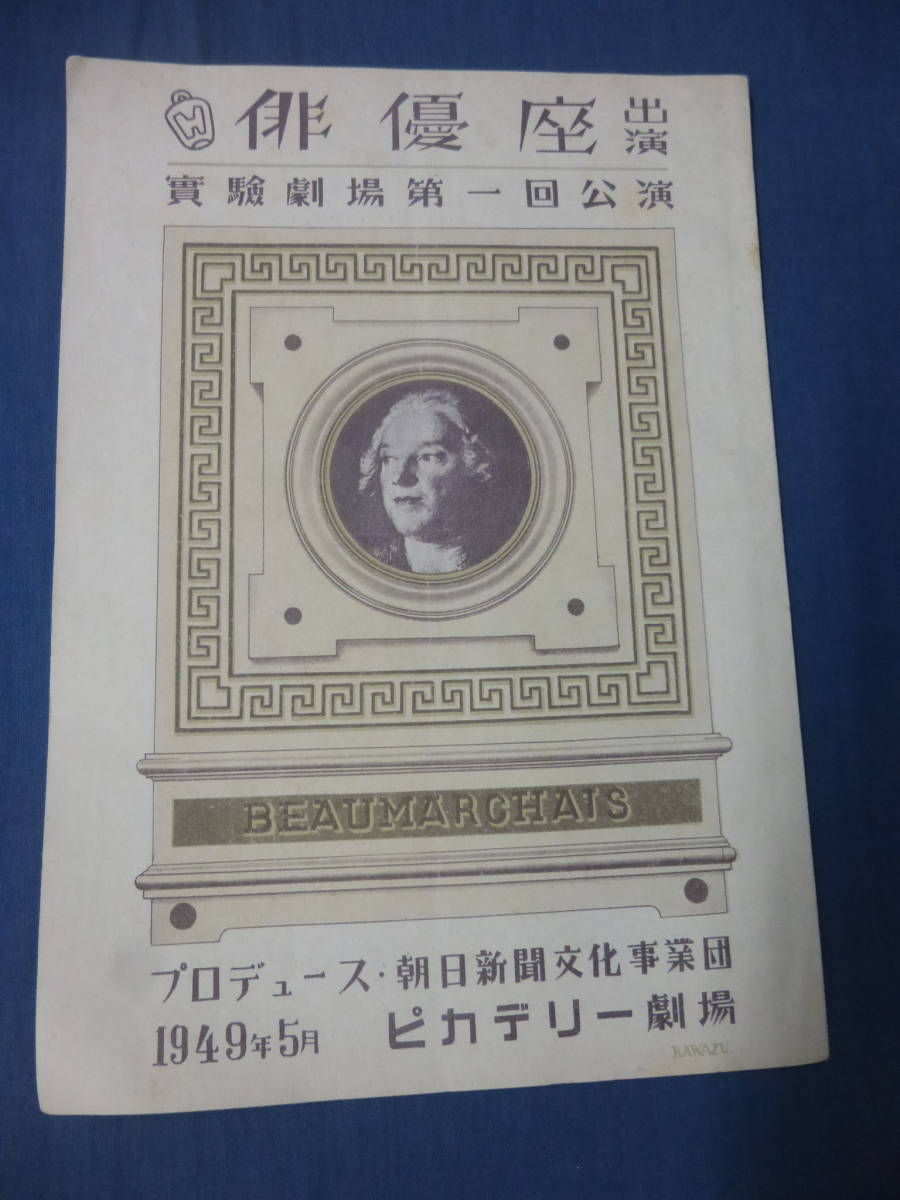 俳優座出演
實驗劇場第一回公演
BEAUMARCHAIS
プロデュース・朝日新聞文化事業団
1949年5月 ピカデリー劇場
KAWAZU